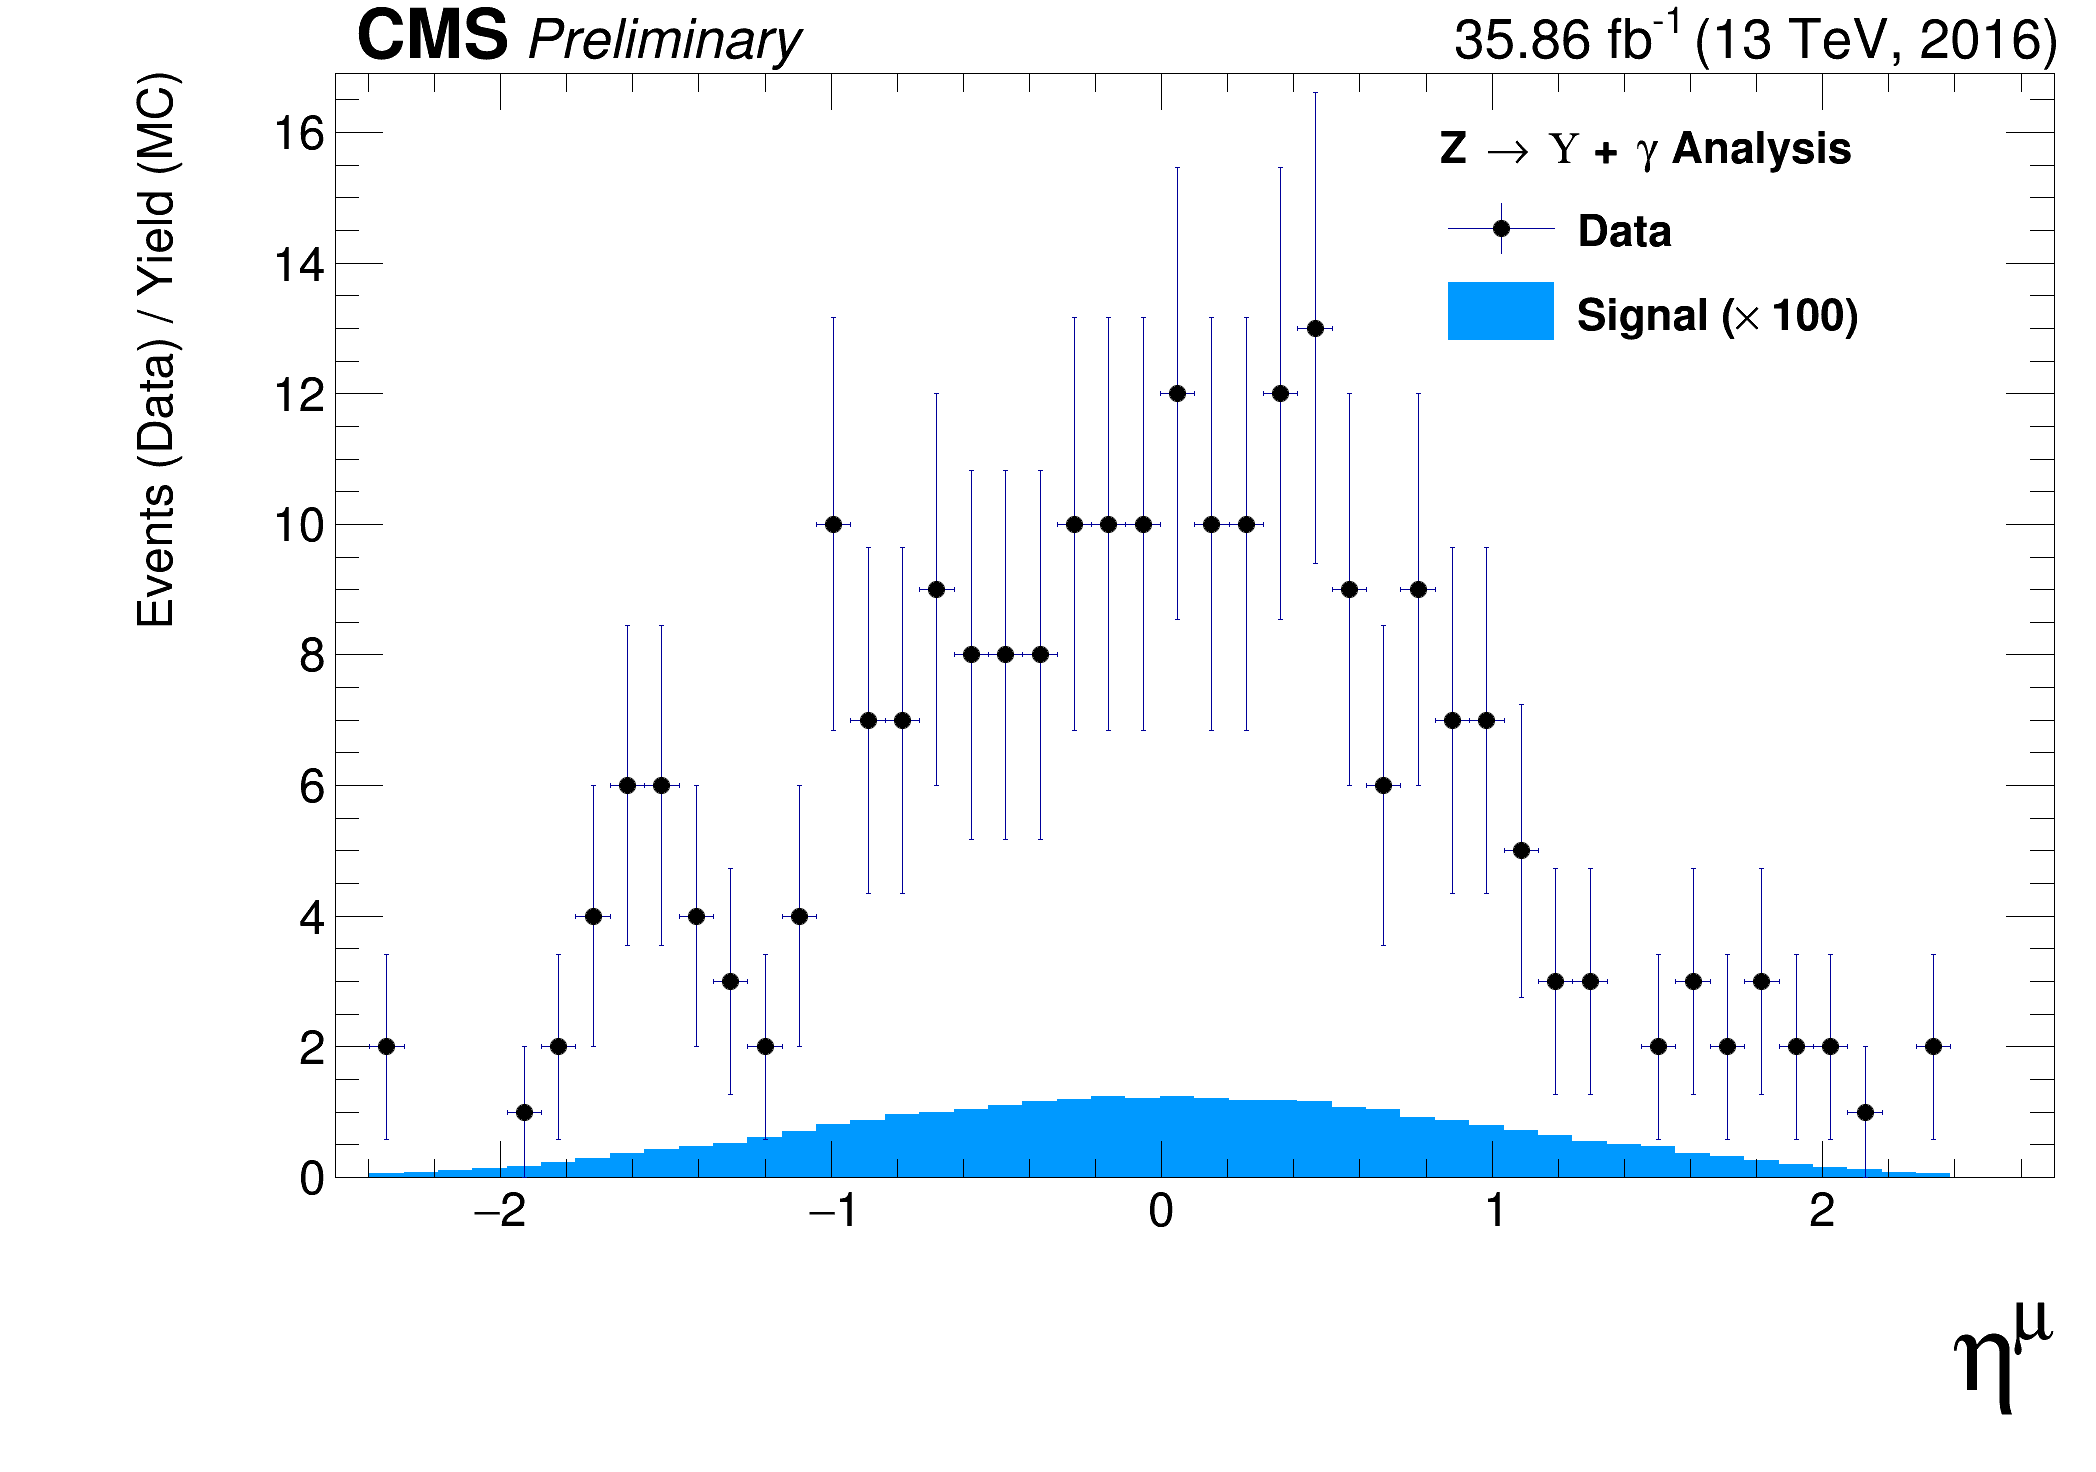 CMS Preliminary
35.86 fb⁻¹ (13 TeV, 2016)
Events (Data) / Yield (MC)
Z → Υ + γ Analysis
Data
Signal (× 100)
16
14
12
10
8
6
4
2
0
−2 −1 0 1 2
η^μ